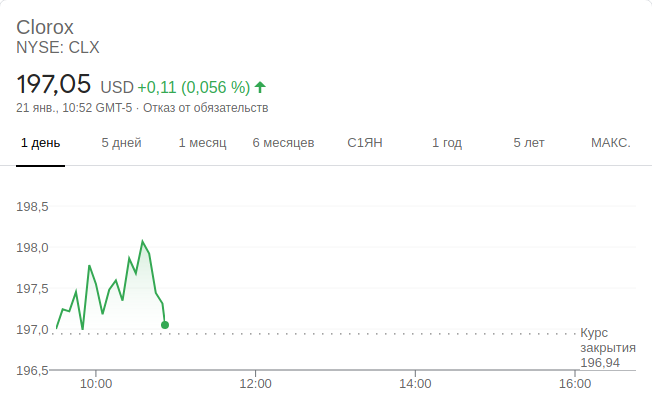 Clorox
NYSE: CLX
197,05 USD +0,11 (0,056 %)
21 янв., 10:52 GMT-5 · Отказ от обязательств
1 день 5 дней 1 месяц 6 месяцев С1ЯН 1 год 5 лет МАКС.
198,5
198,0
197,5
197,0
Курс
закрытия
196,94
196,5
10:00 12:00 14:00 16:00